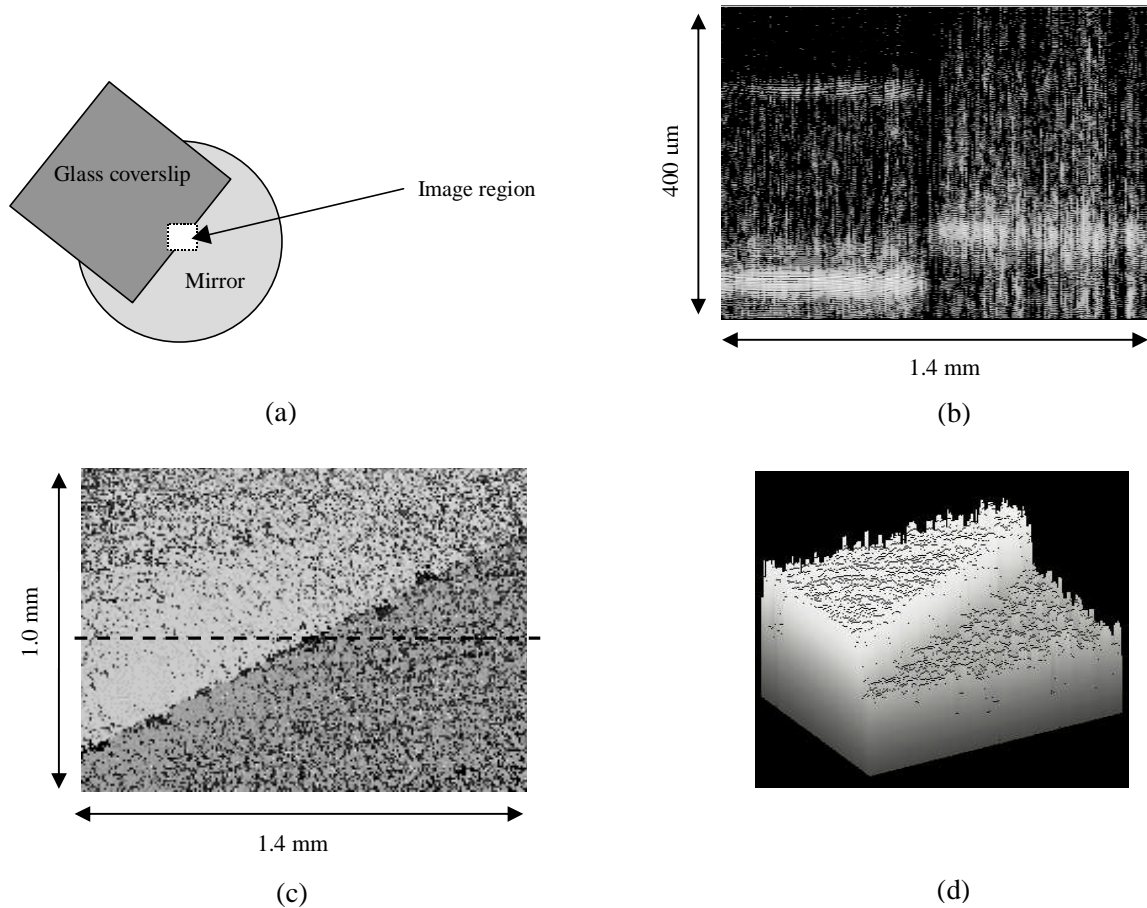 Glass coverslip
Image region
Mirror
(a)
400 um
1.4 mm
(b)
1.0 mm
1.4 mm
(c)
(d)